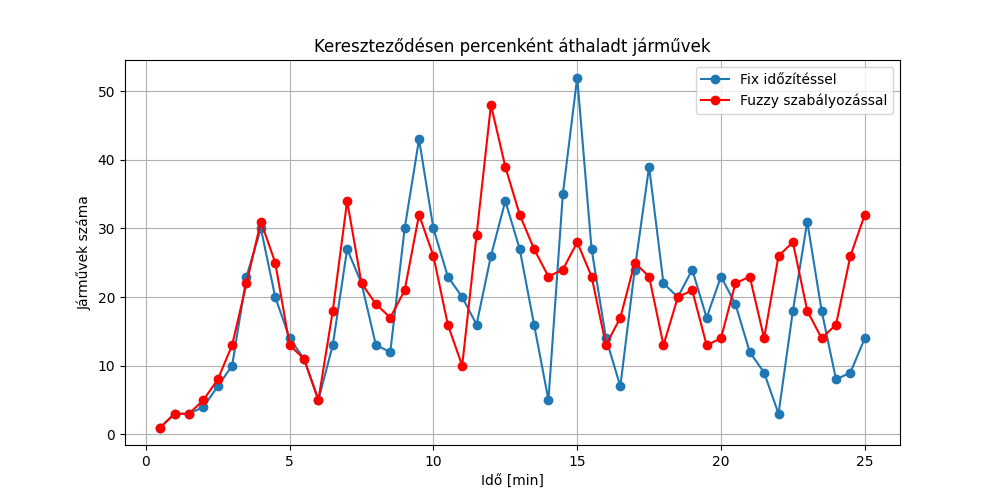 Kereszteződésen percenként áthaladt járművek
Fix időzítéssel
Fuzzy szabályozással
Járművek száma
50
40
30
20
10
0
0 5 10 15 20 25
Idő [min]